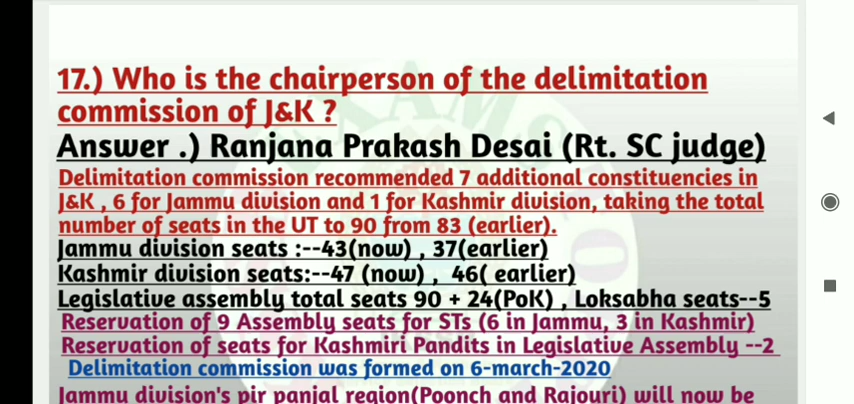 17.) Who is the chairperson of the delimitation
commission of J&K ?
Answer .) Ranjana Prakash Desai (Rt. SC judge)
Delimitation commission recommended 7 additional constituencies in
J&K , 6 for Jammu division and 1 for Kashmir division, taking the total
number of seats in the UT to 90 from 83 (earlier).
Jammu division seats :--43(now) , 37(earlier)
Kashmir division seats:--47 (now) , 46( earlier)
Legislative assembly total seats 90 + 24(PoK) , Loksabha seats--5
Reservation of 9 Assembly seats for STs (6 in Jammu, 3 in Kashmir)
Reservation of seats for Kashmiri Pandits in Legislative Assembly --2
Delimitation commission was formed on 6-march-2020
Jammu division's pir panjal region(Poonch and Rajouri) will now be